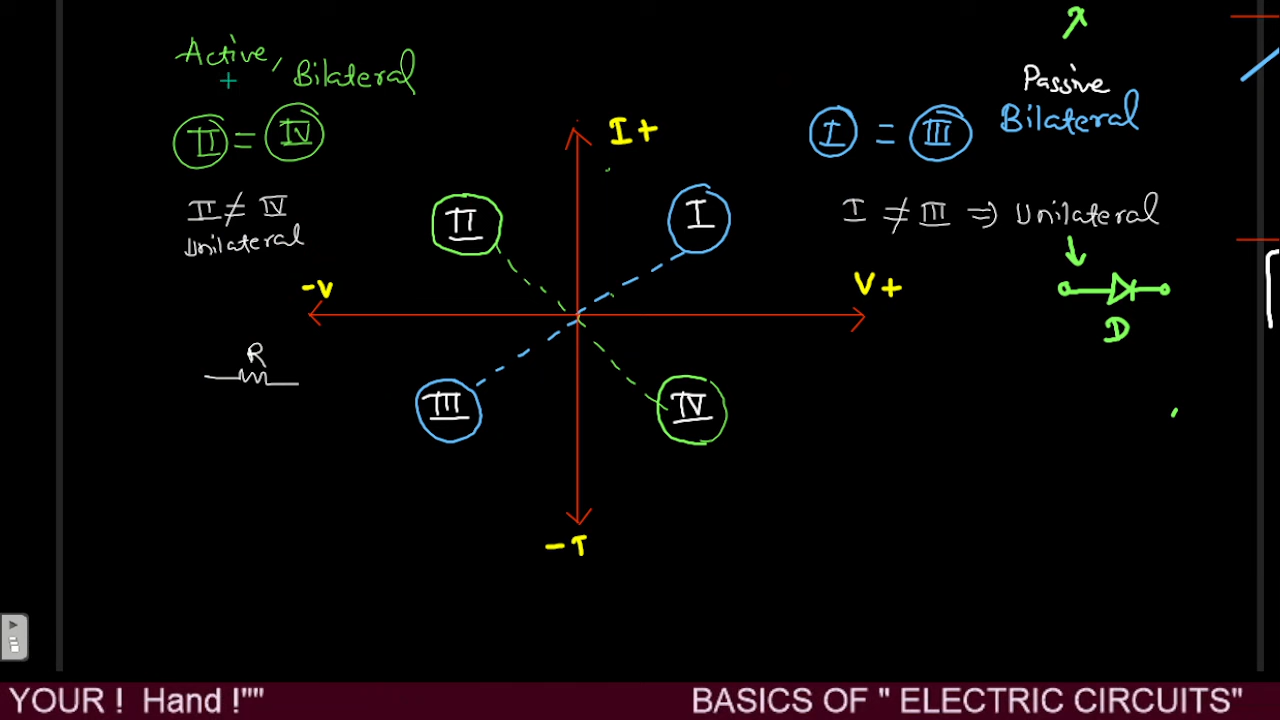 Active, Bilateral
II = IV
II ≠ IV
Unilateral
R
I+
II
I
-V
V+
III
IV
-I
Passive
Bilateral
I = III
I ≠ III ⇒ Unilateral
D
YOUR ! Hand !"" BASICS OF " ELECTRIC CIRCUITS"